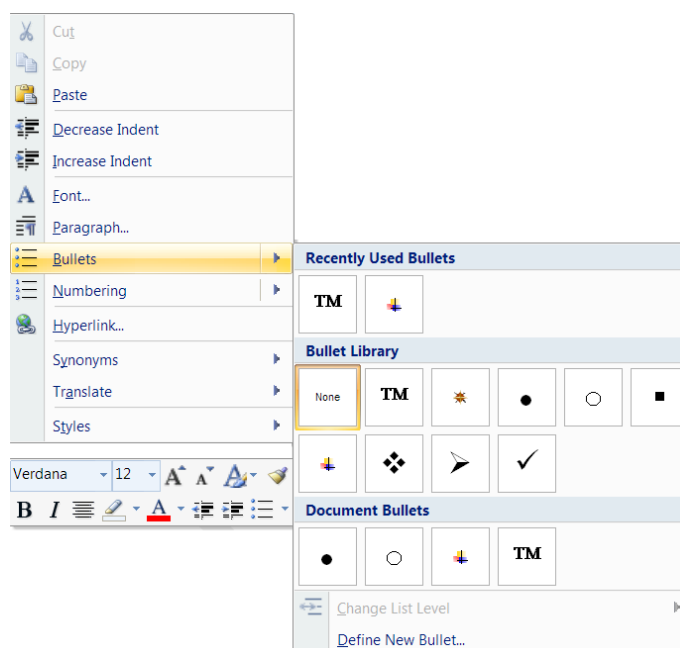 Cut
Copy
Paste
Decrease Indent
Increase Indent
Font...
Paragraph...
Bullets
Numbering
Hyperlink...
Synonyms
Translate
Styles
Verdana 12 A A A
B I A
Recently Used Bullets
TM
Bullet Library
None TM
Document Bullets
TM
Change List Level
Define New Bullet...